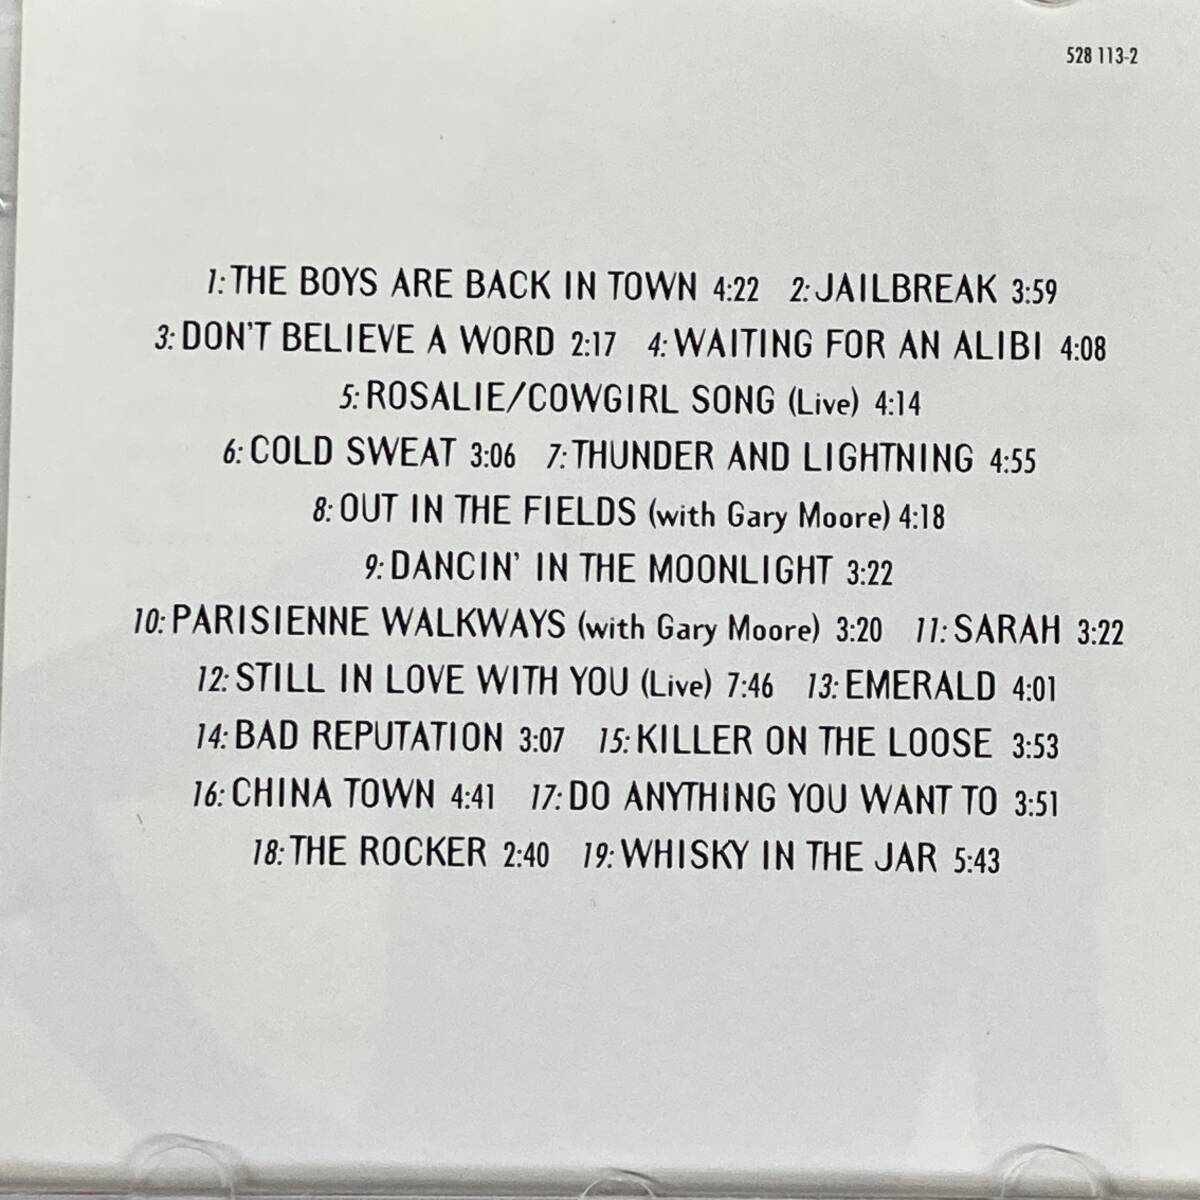 528 113-2
1: THE BOYS ARE BACK IN TOWN 4:22 2: JAILBREAK 3:59
3: DON'T BELIEVE A WORD 2:17 4: WAITING FOR AN ALIBI 4:08
5: ROSALIE/COWGIRL SONG (Live) 4:14
6: COLD SWEAT 3:06 7: THUNDER AND LIGHTNING 4:55
8: OUT IN THE FIELDS (with Gary Moore) 4:18
9: DANCIN' IN THE MOONLIGHT 3:22
10: PARISIENNE WALKWAYS (with Gary Moore) 3:20 11: SARAH 3:22
12: STILL IN LOVE WITH YOU (Live) 7:46 13: EMERALD 4:01
14: BAD REPUTATION 3:07 15: KILLER ON THE LOOSE 3:53
16: CHINA TOWN 4:41 17: DO ANYTHING YOU WANT TO 3:51
18: THE ROCKER 2:40 19: WHISKY IN THE JAR 5:43